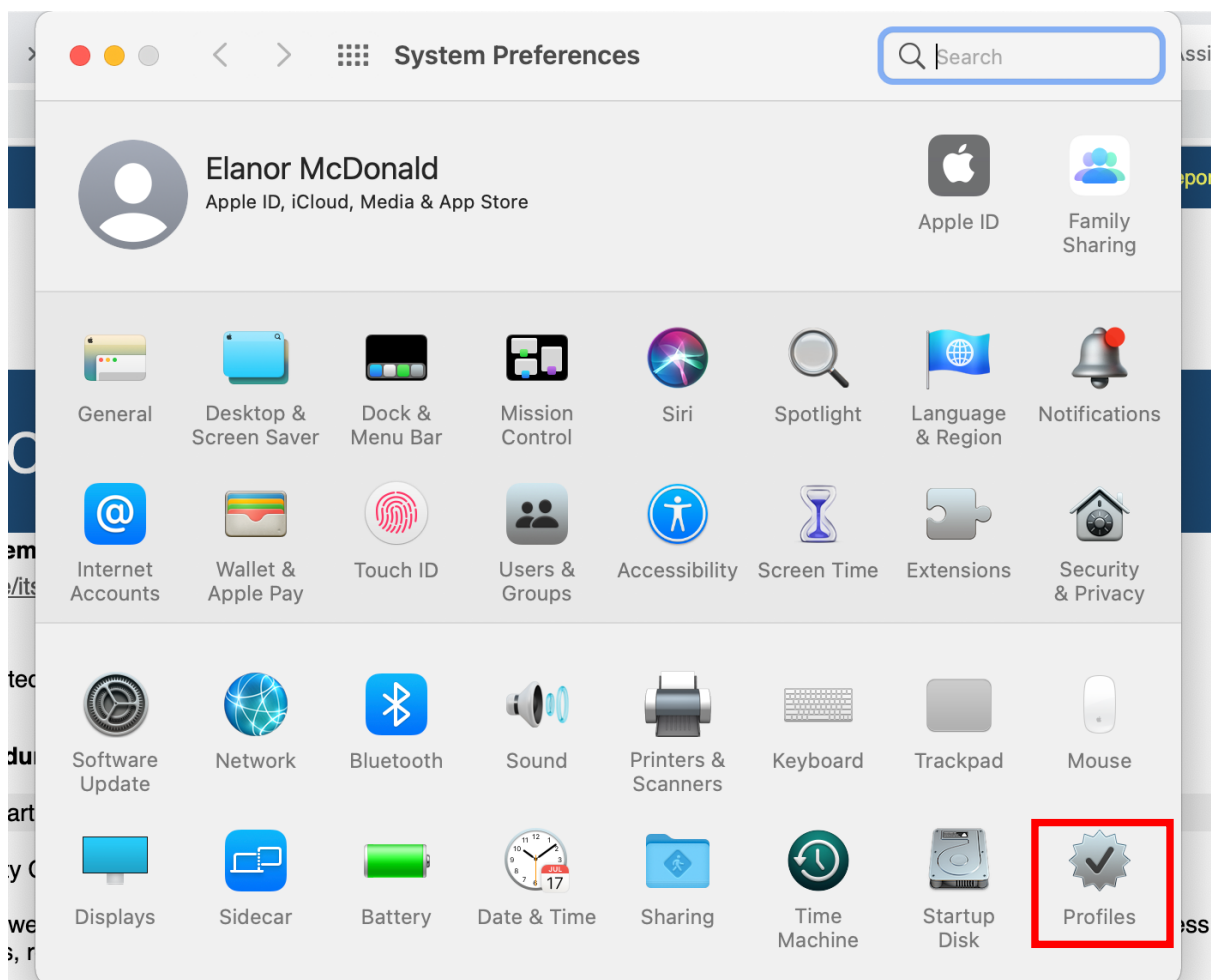 System Preferences
Search
Elanor McDonald
Apple ID, iCloud, Media & App Store
Apple ID
Family
Sharing
General
Desktop &
Screen Saver
Dock &
Menu Bar
Mission
Control
Siri
Spotlight
Language
& Region
Notifications
Internet
Accounts
Wallet &
Apple Pay
Touch ID
Users &
Groups
Accessibility
Screen Time
Extensions
Security
& Privacy
Software
Update
Network
Bluetooth
Sound
Printers &
Scanners
Keyboard
Trackpad
Mouse
Displays
Sidecar
Battery
JUL
17
Date & Time
Sharing
Time
Machine
Startup
Disk
Profiles